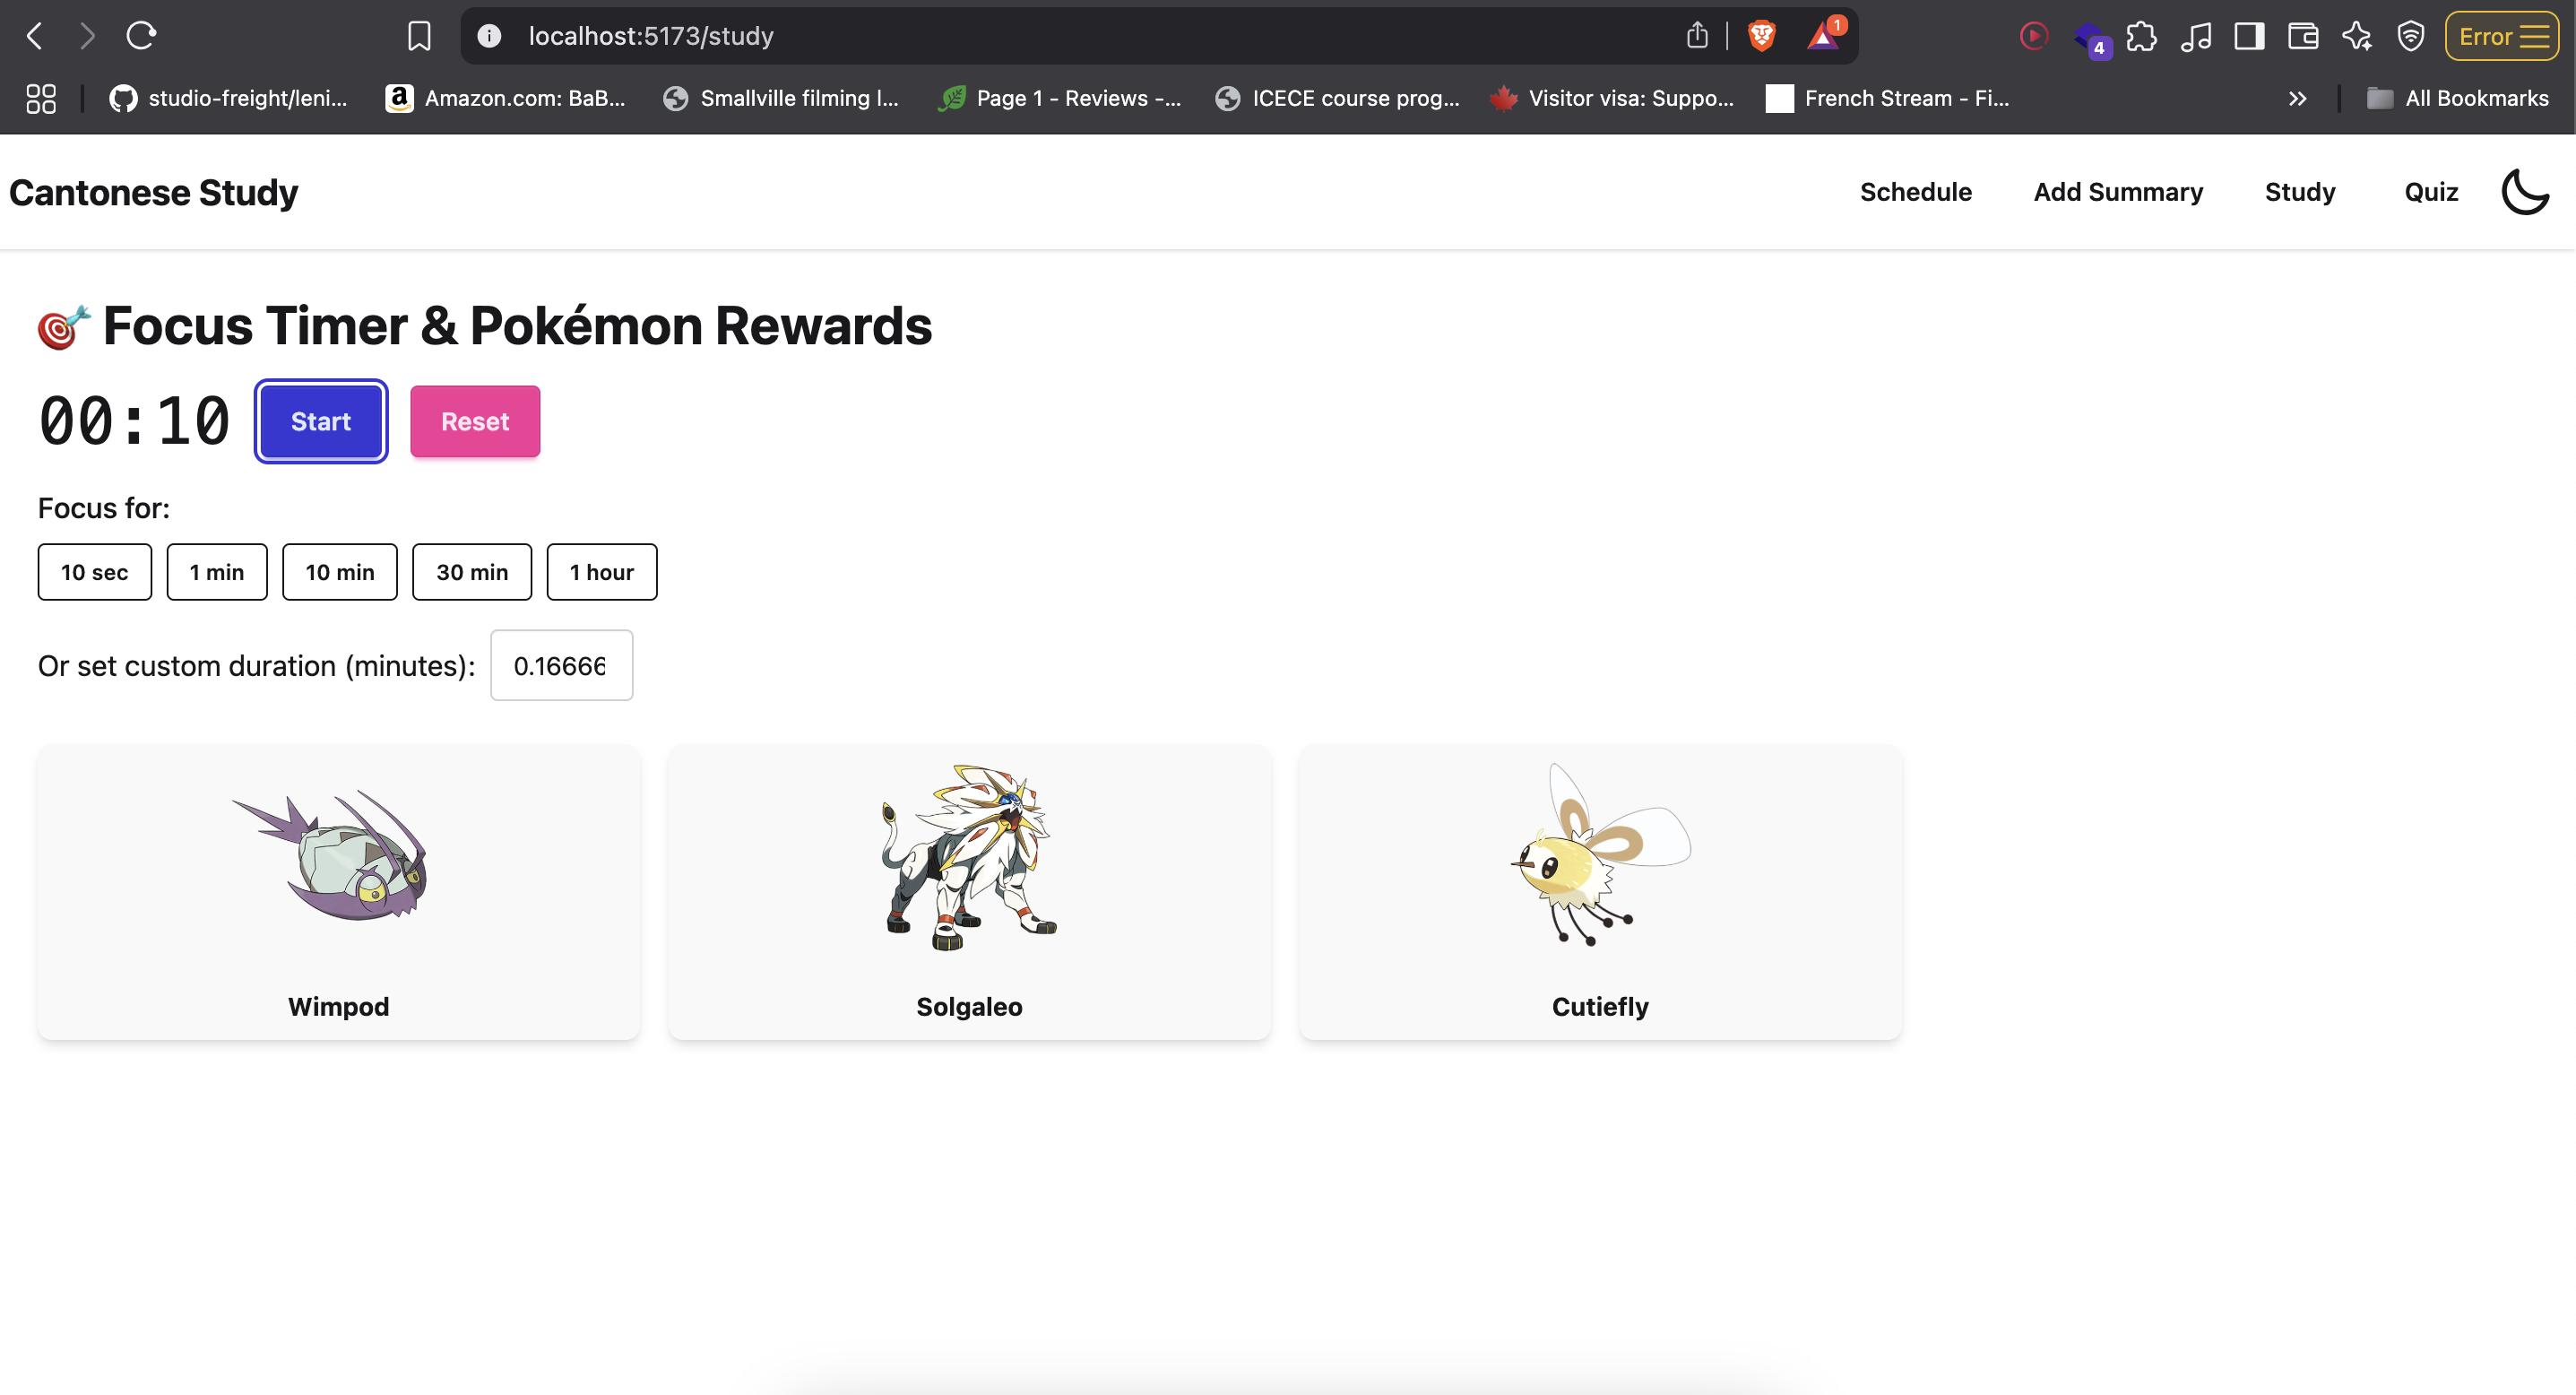 localhost:5173/study
1
4
Error
studio-freight/leni...
Amazon.com: BaB...
Smallville filming l...
Page 1 - Reviews -...
ICECE course prog...
Visitor visa: Suppo...
French Stream - Fi...
All Bookmarks
Cantonese Study
Schedule
Add Summary
Study
Quiz
🎯 Focus Timer & Pokémon Rewards
00:10
Start
Reset
Focus for:
10 sec
1 min
10 min
30 min
1 hour
Or set custom duration (minutes):
0.16666
Wimpod
Solgaleo
Cutiefly